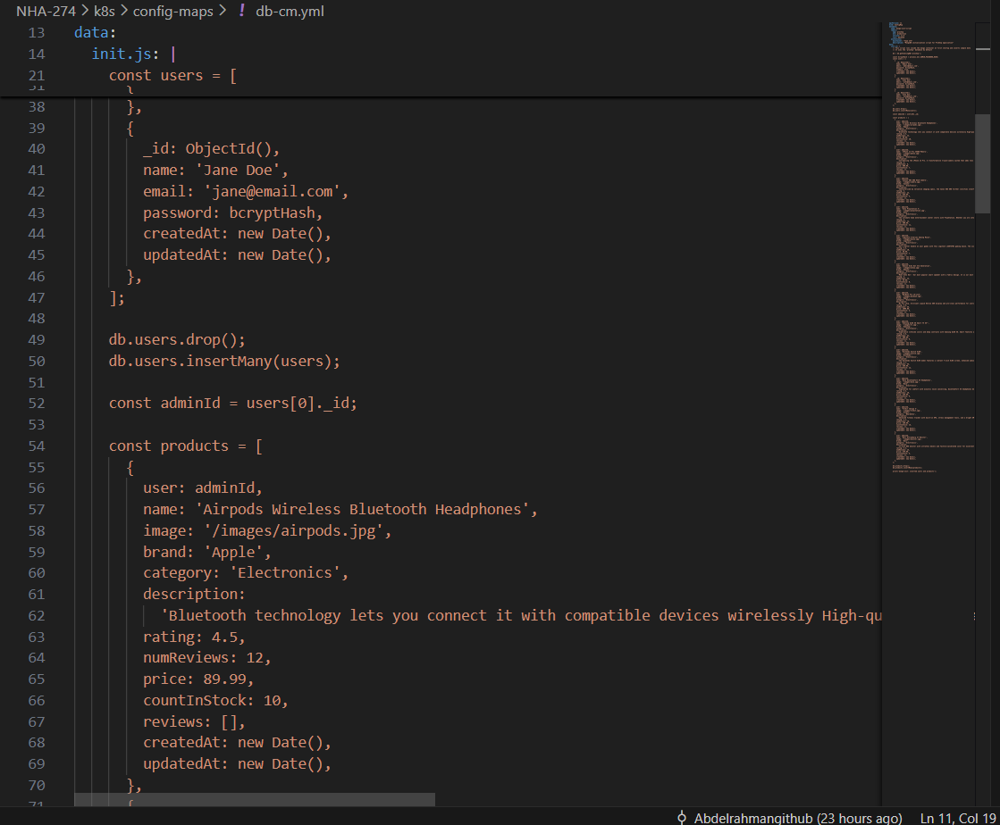 NHA-274 > k8s > config-maps > ! db-cm.yml
13 data:
14 init.js: |
21 const users = [
31 {
38 },
39 {
40 _id: ObjectId(),
41 name: 'Jane Doe',
42 email: 'jane@email.com',
43 password: bcryptHash,
44 createdAt: new Date(),
45 updatedAt: new Date(),
46 },
47 ];
48
49 db.users.drop();
50 db.users.insertMany(users);
51
52 const adminId = users[0]._id;
53
54 const products = [
55 {
56 user: adminId,
57 name: 'Airpods Wireless Bluetooth Headphones',
58 image: '/images/airpods.jpg',
59 brand: 'Apple',
60 category: 'Electronics',
61 description:
62 'Bluetooth technology lets you connect it with compatible devices wirelessly High-qu
63 rating: 4.5,
64 numReviews: 12,
65 price: 89.99,
66 countInStock: 10,
67 reviews: [],
68 createdAt: new Date(),
69 updatedAt: new Date(),
70 },
71 {
Abdelrahmangithub (23 hours ago) Ln 11, Col 19